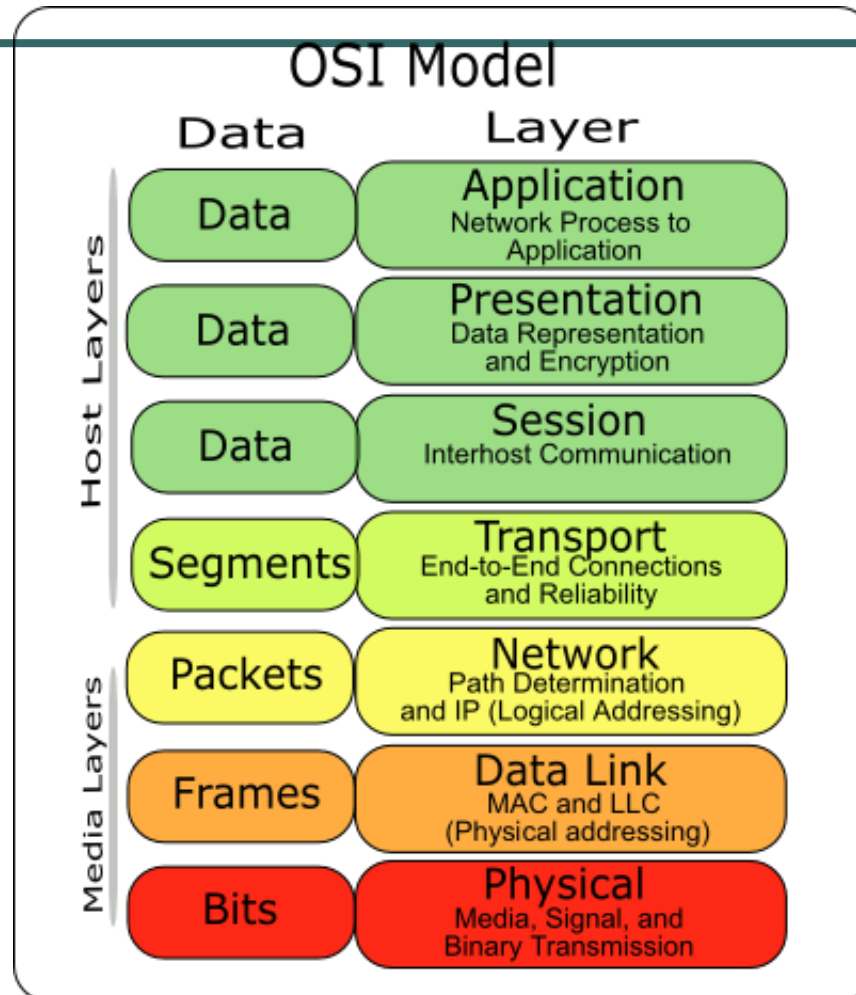 OSI Model
Data Layer
Host Layers
Data
Application
Network Process to
Application
Data
Presentation
Data Representation
and Encryption
Data
Session
Interhost Communication
Segments
Transport
End-to-End Connections
and Reliability
Media Layers
Packets
Network
Path Determination
and IP (Logical Addressing)
Frames
Data Link
MAC and LLC
(Physical addressing)
Bits
Physical
Media, Signal, and
Binary Transmission